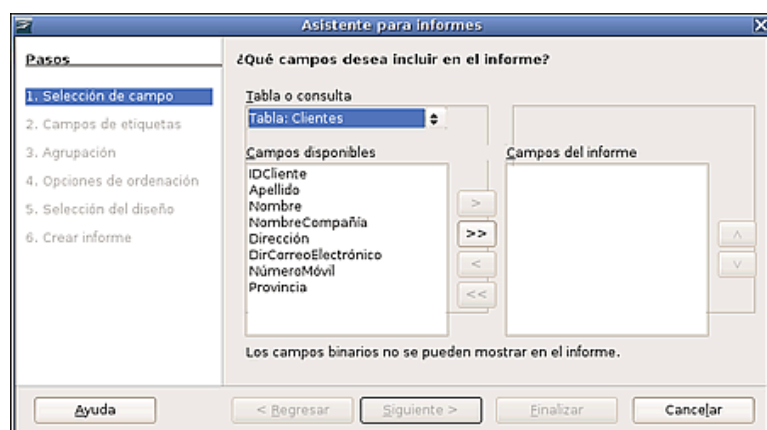 Asistente para informes
Pasos
1. Selección de campo
2. Campos de etiquetas
3. Agrupación
4. Opciones de ordenación
5. Selección del diseño
6. Crear informe
¿Qué campos desea incluir en el informe?
Tabla o consulta
Tabla: Clientes
Campos disponibles
IDCliente
Apellido
Nombre
NombreCompañía
Dirección
DirCorreoElectrónico
NúmeroMóvil
Provincia
>
>>
<
<<
Campos del informe
Los campos binarios no se pueden mostrar en el informe.
Ayuda
< Regresar
Siguiente >
Finalizar
Cancelar